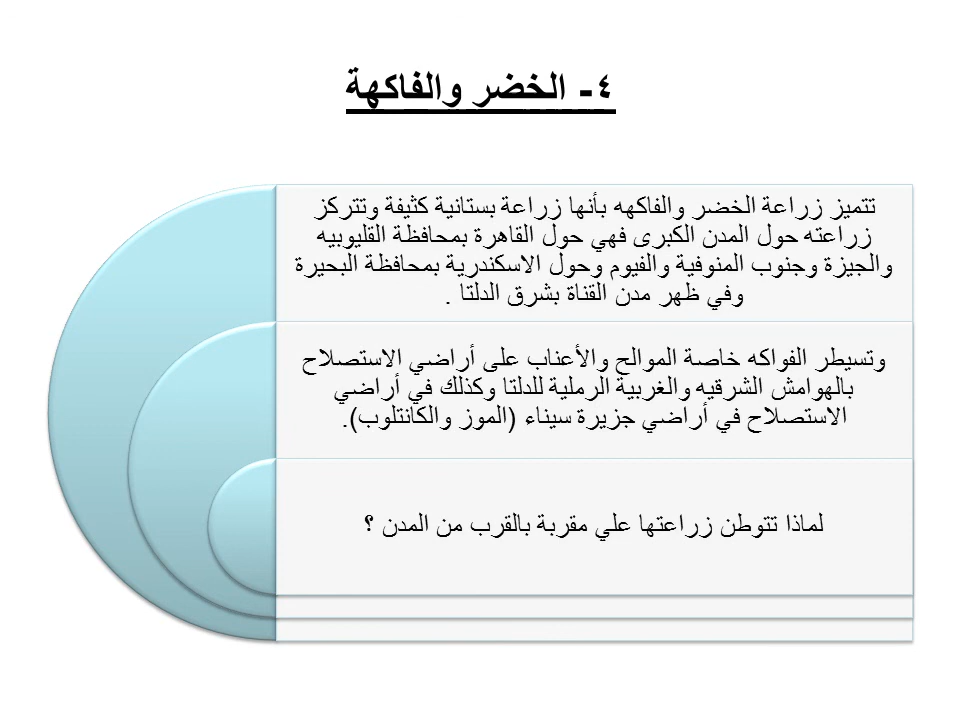 ٤- الخضر والفاكهة
تتميز زراعة الخضر والفاكهه بأنها زراعة بستانية كثيفة وتتركز
زراعته حول المدن الكبرى فهي حول القاهرة بمحافظة القليوبيه
والجيزة وجنوب المنوفية والفيوم وحول الاسكندرية بمحافظة البحيرة
وفي ظهر مدن القناة بشرق الدلتا .
وتسيطر الفواكه خاصة الموالح والأعناب على أراضي الاستصلاح
بالهوامش الشرقيه والغربية الرملية للدلتا وكذلك في أراضي
الاستصلاح في أراضي جزيرة سيناء (الموز والكانتلوب).
لماذا تتوطن زراعتها علي مقربة بالقرب من المدن ؟